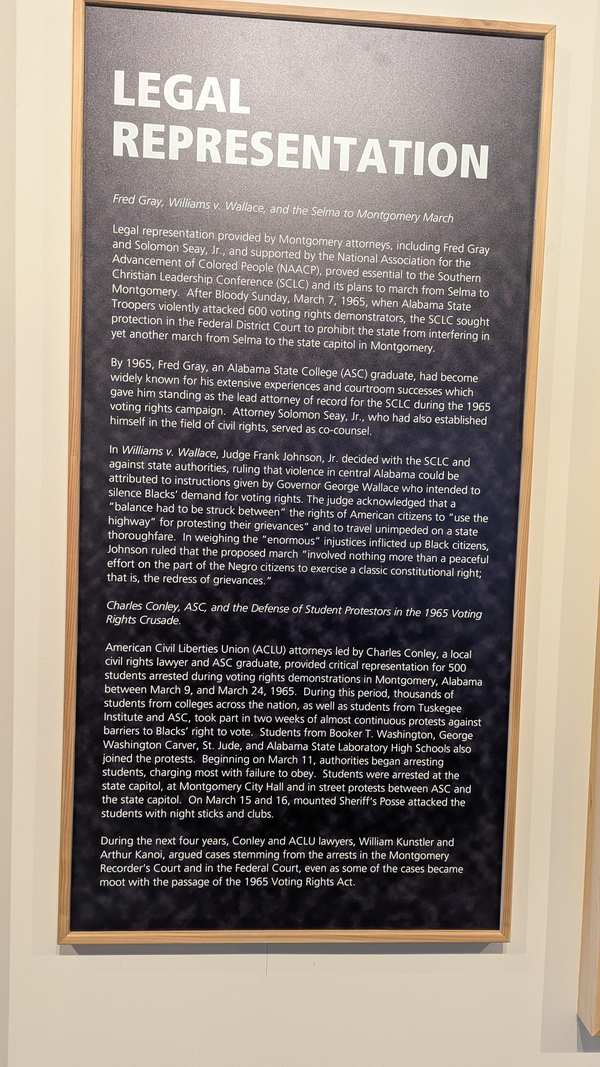 LEGAL
REPRESENTATION
Fred Gray, Williams v. Wallace, and the Selma to Montgomery March
Legal representation provided by Montgomery attorneys, including Fred Gray
and Solomon Seay, Jr., and supported by the National Association for the
Advancement of Colored People (NAACP), proved essential to the Southern
Christian Leadership Conference (SCLC) and its plans to march from Selma to
Montgomery. After Bloody Sunday, March 7, 1965, when Alabama State
Troopers violently attacked 600 voting rights demonstrators, the SCLC sought
protection in the Federal District Court to prohibit the state from interfering in
yet another march from Selma to the state capitol in Montgomery.
By 1965, Fred Gray, an Alabama State College (ASC) graduate, had become
widely known for his extensive experiences and courtroom successes which
gave him standing as the lead attorney of record for the SCLC during the 1965
voting rights campaign. Attorney Solomon Seay, Jr., who had also established
himself in the field of civil rights, served as co-counsel.
In Williams v. Wallace, Judge Frank Johnson, Jr. decided with the SCLC and
against state authorities, ruling that violence in central Alabama could be
attributed to instructions given by Governor George Wallace who intended to
silence Blacks' demand for voting rights. The judge acknowledged that a
"balance had to be struck between" the rights of American citizens to "use the
highway" for protesting their grievances" and to travel unimpeded on a state
thoroughfare. In weighing the "enormous" injustices inflicted up Black citizens,
Johnson ruled that the proposed march "involved nothing more than a peaceful
effort on the part of the Negro citizens to exercise a classic constitutional right;
that is, the redress of grievances."
Charles Conley, ASC, and the Defense of Student Protestors in the 1965 Voting
Rights Crusade.
American Civil Liberties Union (ACLU) attorneys led by Charles Conley, a local
civil rights lawyer and ASC graduate, provided critical representation for 500
students arrested during voting rights demonstrations in Montgomery, Alabama
between March 9, and March 24, 1965. During this period, thousands of
students from colleges across the nation, as well as students from Tuskegee
Institute and ASC, took part in two weeks of almost continuous protests against
barriers to Blacks' right to vote. Students from Booker T. Washington, George
Washington Carver, St. Jude, and Alabama State Laboratory High Schools also
joined the protests. Beginning on March 11, authorities began arresting
students, charging most with failure to obey. Students were arrested at the
state capitol, at Montgomery City Hall and in street protests between ASC and
the state capitol. On March 15 and 16, mounted Sheriff's Posse attacked the
students with night sticks and clubs.
During the next four years, Conley and ACLU lawyers, William Kunstler and
Arthur Kanoi, argued cases stemming from the arrests in the Montgomery
Recorder's Court and in the Federal Court, even as some of the cases became
moot with the passage of the 1965 Voting Rights Act.